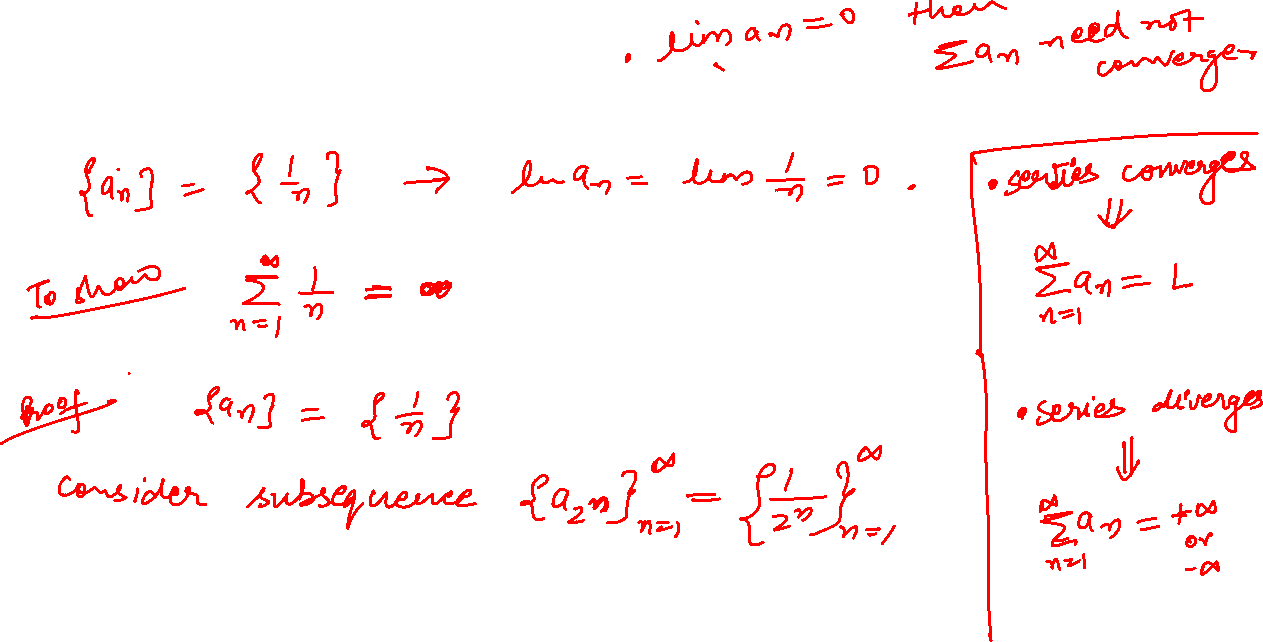 • lim an = 0 then
Σan need not
converge
{an} = {1/n} → lim an = lim 1/n = 0 .
To show ∑_{n=1}^{∞} 1/n = ∞
Proof {an} = {1/n}
consider subsequence {a_{2^n}}_{n=1}^{∞} = {1/2^n}_{n=1}^{∞}
• series converges
⇓
∑_{n=1}^{∞} an = L
• series diverges
⇓
∑_{n=1}^{∞} an = +∞
or
-∞